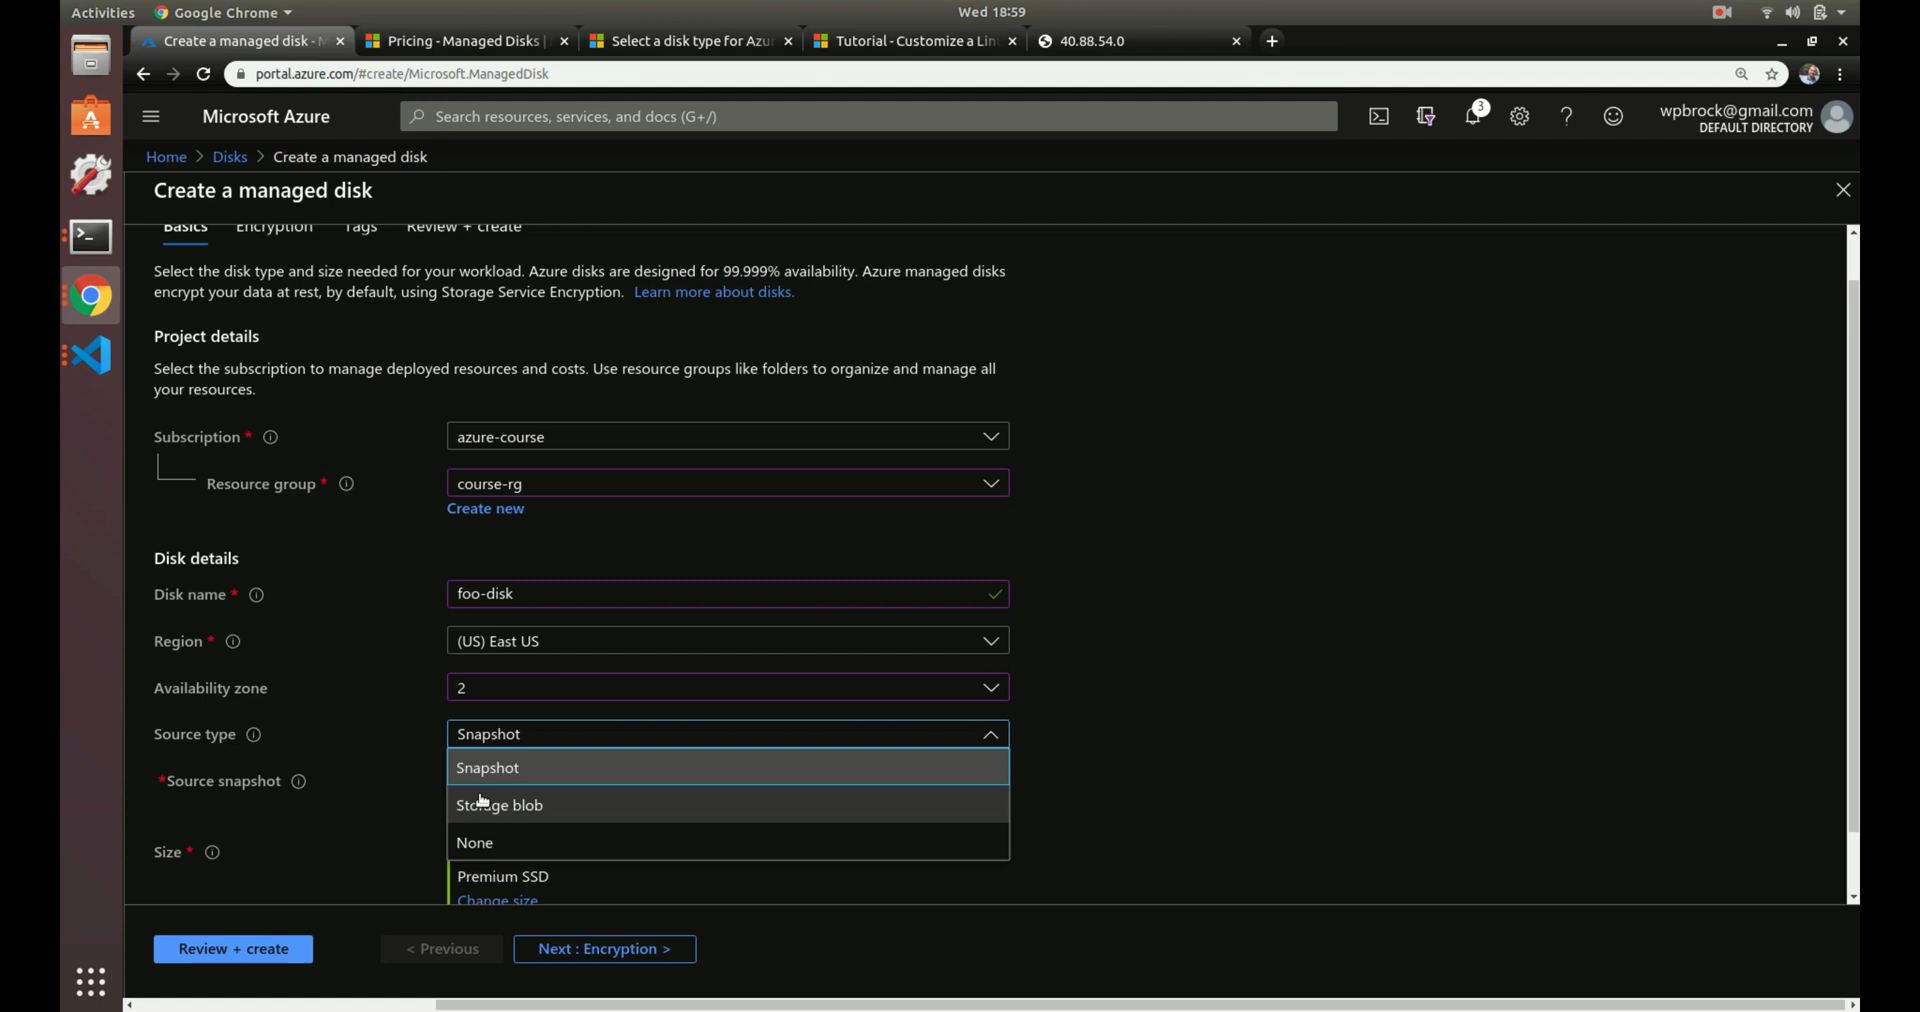 Activities
Google Chrome
Wed 18:59
Create a managed disk - M
Pricing - Managed Disks |
Select a disk type for Azur
Tutorial - Customize a Lin
40.88.54.0
portal.azure.com/#create/Microsoft.ManagedDisk
Microsoft Azure
Search resources, services, and docs (G+/)
3
wpbrock@gmail.com
DEFAULT DIRECTORY
Home > Disks > Create a managed disk
Create a managed disk
Basics Encryption Tags Review + create
Select the disk type and size needed for your workload. Azure disks are designed for 99.999% availability. Azure managed disks
encrypt your data at rest, by default, using Storage Service Encryption. Learn more about disks.
Project details
Select the subscription to manage deployed resources and costs. Use resource groups like folders to organize and manage all
your resources.
Subscription *
azure-course
Resource group *
course-rg
Create new
Disk details
Disk name *
foo-disk
Region *
(US) East US
Availability zone
2
Source type
Snapshot
Snapshot
*Source snapshot
Storage blob
None
Size *
Premium SSD
Change size
Review + create
< Previous
Next : Encryption >